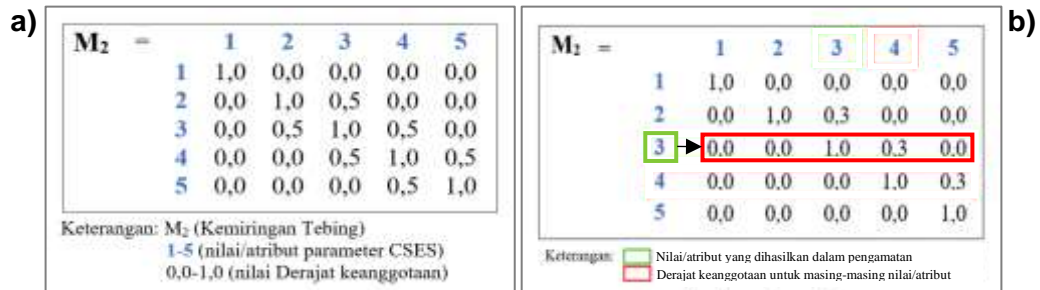 a)
M₂ = 1 2 3 4 5
1 1,0 0,0 0,0 0,0 0,0
2 0,0 1,0 0,5 0,0 0,0
3 0,0 0,5 1,0 0,5 0,0
4 0,0 0,0 0,5 1,0 0,5
5 0,0 0,0 0,0 0,5 1,0
Keterangan: M₂ (Kemiringan Tebing)
1-5 (nilai/atribut parameter CSES)
0,0-1,0 (nilai Derajat keanggotaan)
b)
M₂ = 1 2 3 4 5
1 1,0 0,0 0,0 0,0 0,0
2 0,0 1,0 0,3 0,0 0,0
3 0,0 0,0 1,0 0,3 0,0
4 0,0 0,0 0,0 1,0 0,3
5 0,0 0,0 0,0 0,0 1,0
Keterangan: Nilai/atribut yang dihasilkan dalam pengamatan
Derajat keanggotaan untuk masing-masing nilai/atribut